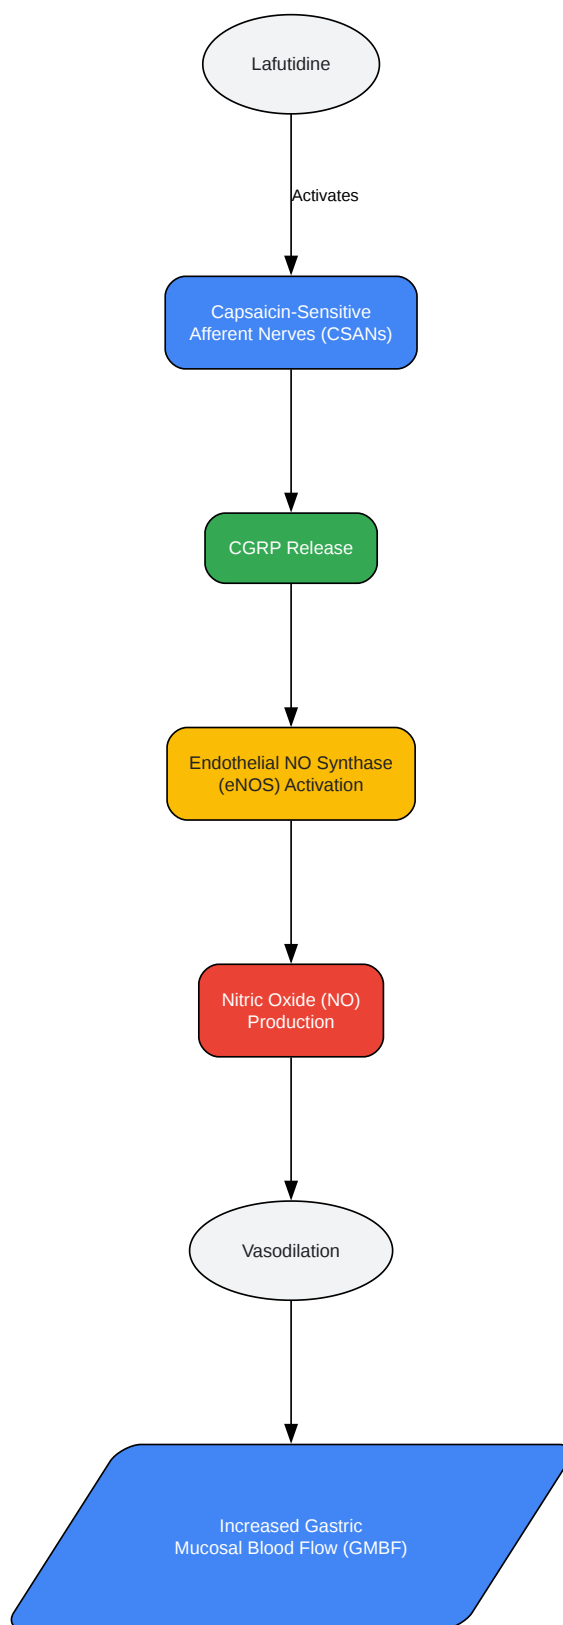 Lafutidine
Activates
Capsaicin-Sensitive
Afferent Nerves (CSANs)
CGRP Release
Endothelial NO Synthase
(eNOS) Activation
Nitric Oxide (NO)
Production
Vasodilation
Increased Gastric
Mucosal Blood Flow (GMBF)